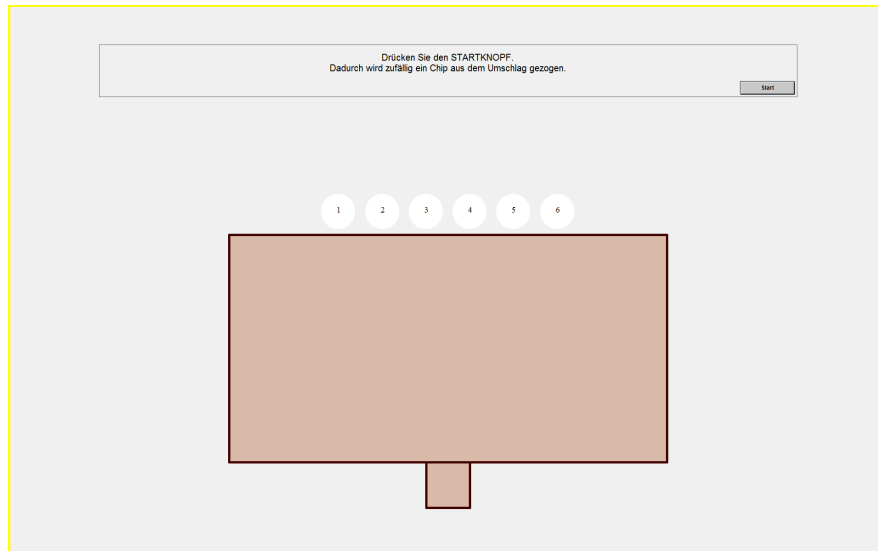 Drücken Sie den STARTKNOPF.
Dadurch wird zufällig ein Chip aus dem Umschlag gezogen.
Start
1 2 3 4 5 6